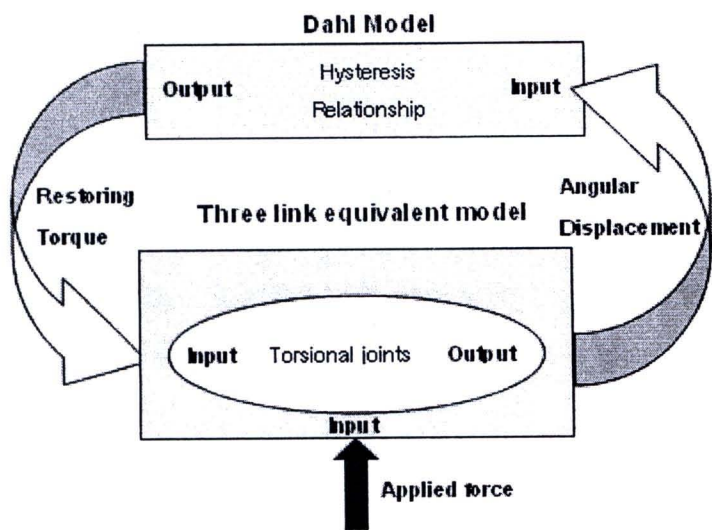 Dahl Model
Output
Hysteresis
Relationship
Input
Restoring
Torque
Angular
Displacement
Three link equivalent model
Input
Torsional joints
Output
Input
Applied force